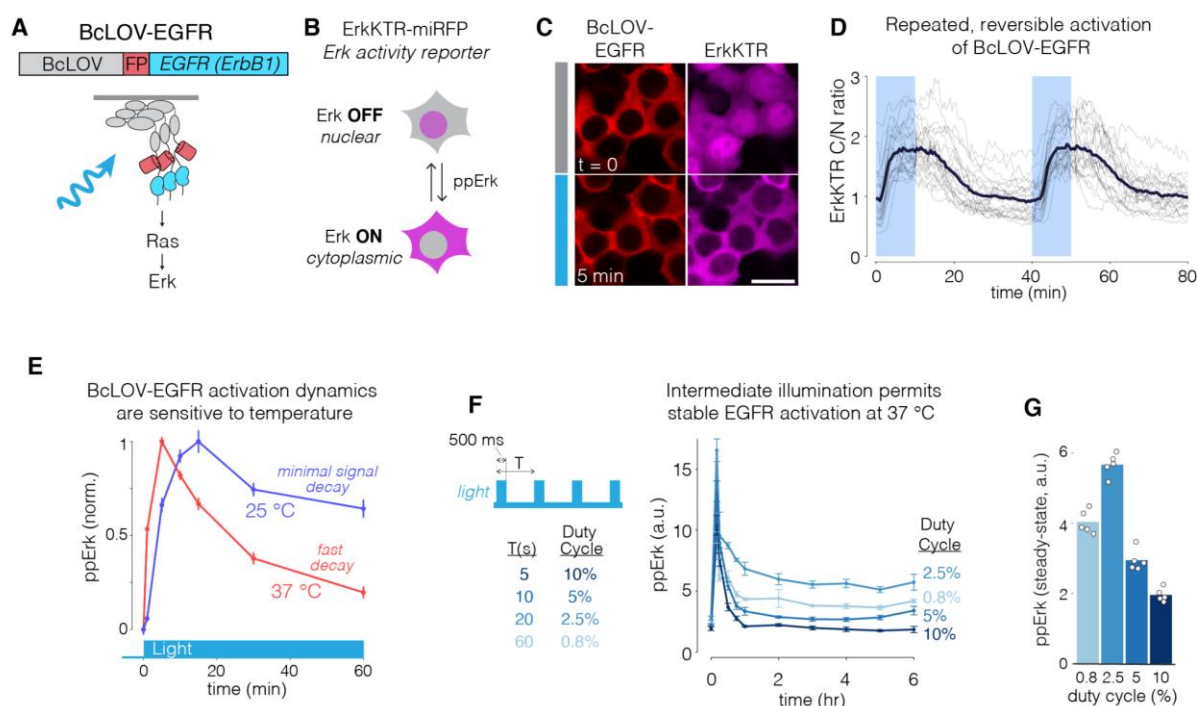 A
BcLOV-EGFR
BcLOV
FP
EGFR (ErbB1)
Ras
Erk
B
ErkKTR-miRFP
Erk activity reporter
Erk OFF
nuclear
ppErk
Erk ON
cytoplasmic
C
BcLOV-
EGFR
ErkKTR
t = 0
5 min
D
Repeated, reversible activation
of BcLOV-EGFR
ErkKTR C/N ratio
3
2
1
0
0
20
40
60
80
time (min)
E
BcLOV-EGFR activation dynamics
are sensitive to temperature
ppErk (norm.)
1
0.5
0
minimal signal
decay
25 °C
fast
decay
37 °C
Light
0
20
40
60
time (min)
F
500 ms
T
light
T(s) Duty Cycle
5 10%
10 5%
20 2.5%
60 0.8%
Intermediate illumination permits
stable EGFR activation at 37 °C
ppErk (a.u.)
15
10
5
0
Duty
Cycle
2.5%
0.8%
5%
10%
0
2
4
6
time (hr)
G
ppErk (steady-state, a.u.)
6
4
2
0
0.8 2.5 5 10
duty cycle (%)